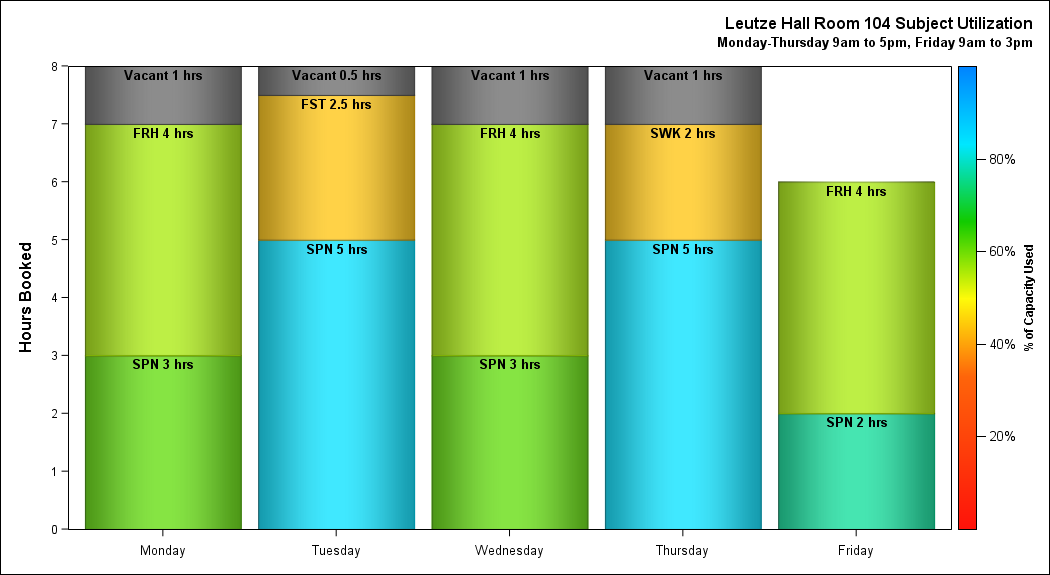 Leutze Hall Room 104 Subject Utilization
Monday-Thursday 9am to 5pm, Friday 9am to 3pm
Hours Booked
8
7
6
5
4
3
2
1
0
Vacant 1 hrs
FRH 4 hrs
SPN 3 hrs
Vacant 0.5 hrs
FST 2.5 hrs
SPN 5 hrs
Vacant 1 hrs
FRH 4 hrs
SPN 3 hrs
Vacant 1 hrs
SWK 2 hrs
SPN 5 hrs
FRH 4 hrs
SPN 2 hrs
Monday
Tuesday
Wednesday
Thursday
Friday
80%
60%
40%
20%
% of Capacity Used